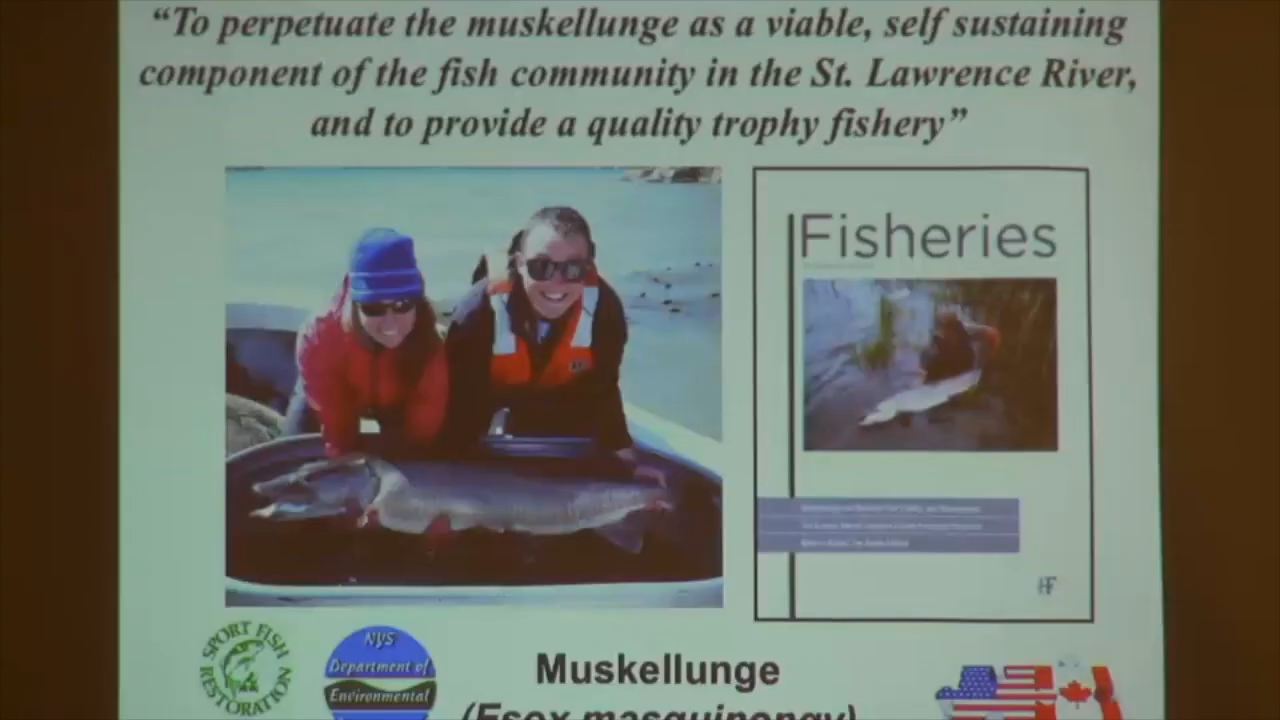 “To perpetuate the muskellunge as a viable, self sustaining
component of the fish community in the St. Lawrence River,
and to provide a quality trophy fishery”
Fisheries
SPORT FISH
RESTORATION
NYS
Department of
Environmental
Muskellunge
(Esox masquinongy)